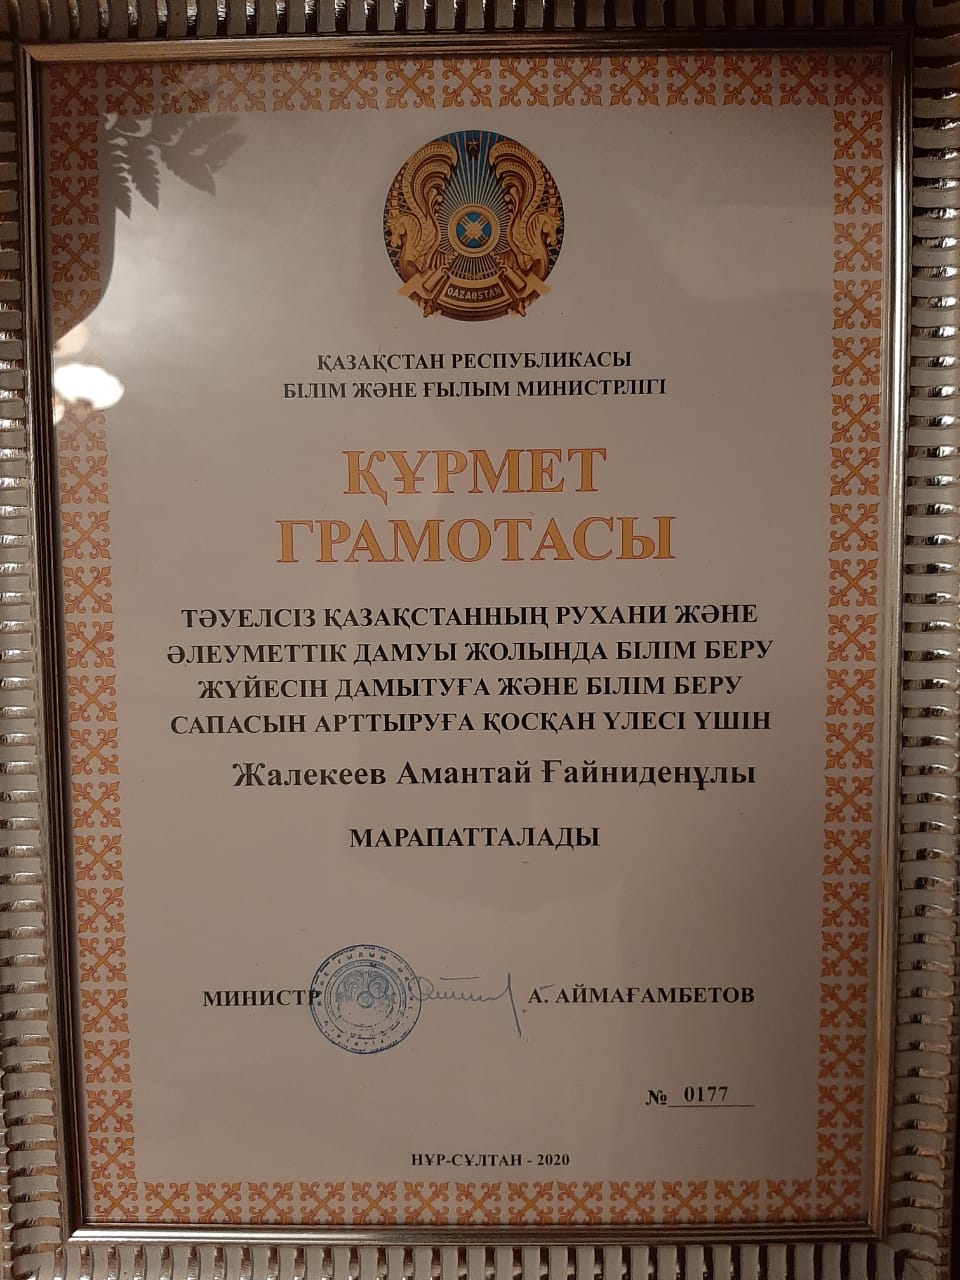 QAZAQSTAN
ҚАЗАҚСТАН РЕСПУБЛИКАСЫ
БІЛІМ ЖӘНЕ ҒЫЛЫМ МИНИСТРЛІГІ
ҚҰРМЕТ
ГРАМОТАСЫ
ТӘУЕЛСІЗ ҚАЗАҚСТАННЫҢ РУХАНИ ЖӘНЕ
ӘЛЕУМЕТТІК ДАМУЫ ЖОЛЫНДА БІЛІМ БЕРУ
ЖҮЙЕСІН ДАМЫТУҒА ЖӘНЕ БІЛІМ БЕРУ
САПАСЫН АРТТЫРУҒА ҚОСҚАН ҮЛЕСІ ҮШІН
Жалекеев Амантай Ғайниденұлы
МАРАПАТТАЛАДЫ
МИНИСТР А. АЙМАҒАМБЕТОВ
№ 0177
НҰР-СҰЛТАН - 2020